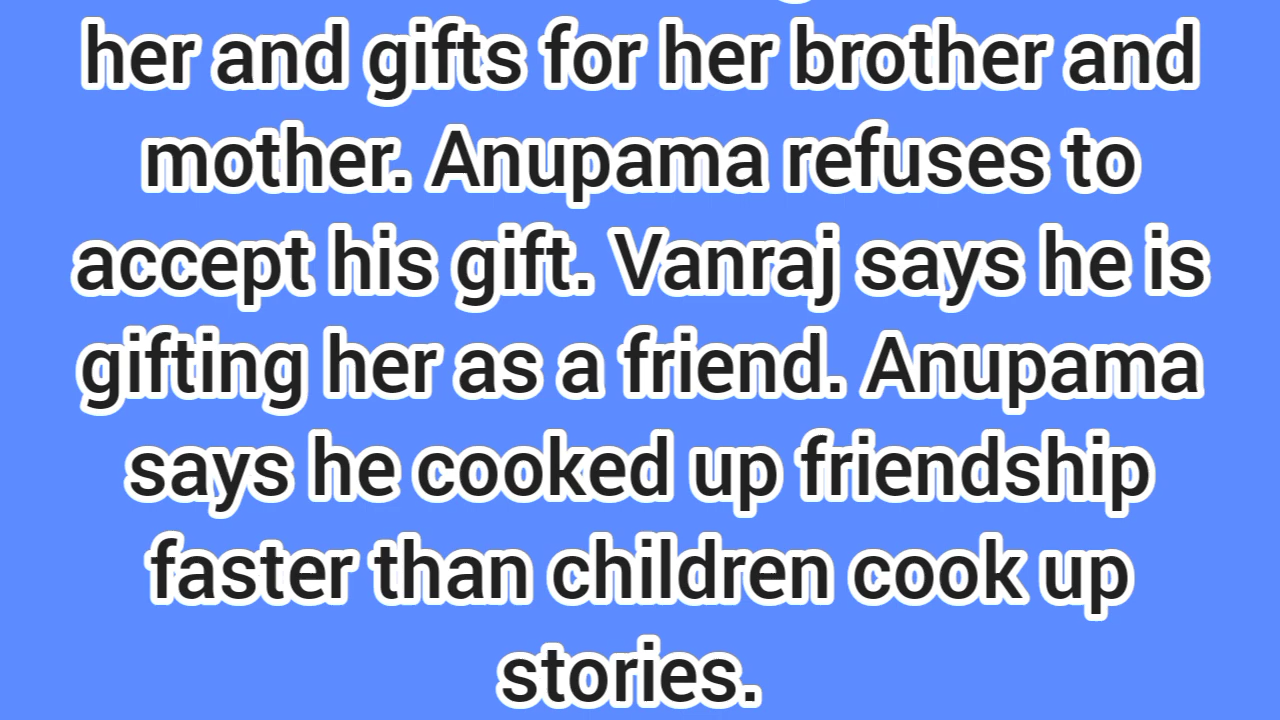 her and gifts for her brother and
mother. Anupama refuses to
accept his gift. Vanraj says he is
gifting her as a friend. Anupama
says he cooked up friendship
faster than children cook up
stories.